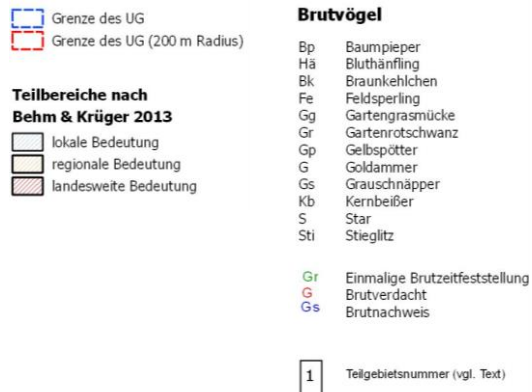 Grenze des UG
Grenze des UG (200 m Radius)
Teilbereiche nach
Behm & Krüger 2013
lokale Bedeutung
regionale Bedeutung
landesweite Bedeutung
Brutvögel
Bp Baumpieper
Hä Bluthänfling
Bk Braunkehlchen
Fe Feldsperling
Gg Gartengrasmücke
Gr Gartenrotschwanz
Gp Gelbspötter
G Goldammer
Gs Grauschnäpper
Kb Kernbeißer
S Star
Sti Stieglitz
Gr Einmalige Brutzeitfeststellung
G Brutverdacht
Gs Brutnachweis
1 Teilgebietsnummer (vgl. Text)